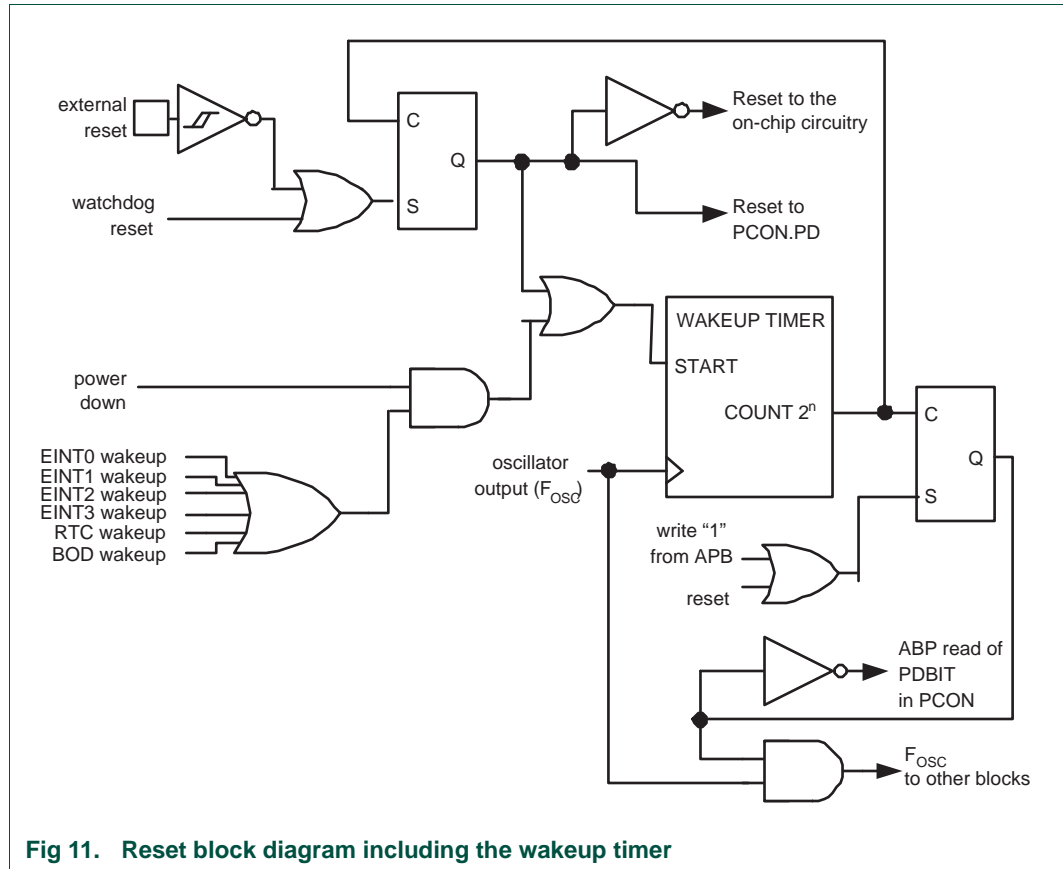 external
reset
C
Q
S
Reset to the
on-chip circuitry
watchdog
reset
Reset to
PCON.PD
WAKEUP TIMER
START
COUNT 2n
power
down
C
Q
S
EINT0 wakeup
EINT1 wakeup
EINT2 wakeup
EINT3 wakeup
RTC wakeup
BOD wakeup
oscillator
output (FOSC)
write “1”
from APB
reset
ABP read of
PDBIT
in PCON
FOSC
to other blocks
Fig 11. Reset block diagram including the wakeup timer